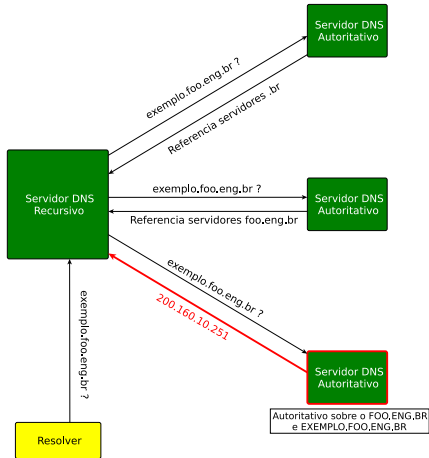 Servidor DNS
Autoritativo
exemplo.foo.eng.br ?
Referencia servidores .br
Servidor DNS
Recursivo
exemplo.foo.eng.br ?
Referencia servidores foo.eng.br
Servidor DNS
Autoritativo
exemplo.foo.eng.br ?
200.160.10.251
exemplo.foo.eng.br ?
Servidor DNS
Autoritativo
Autoritativo sobre o FOO,ENG,BR
e EXEMPLO,FOO,ENG,BR
Resolver